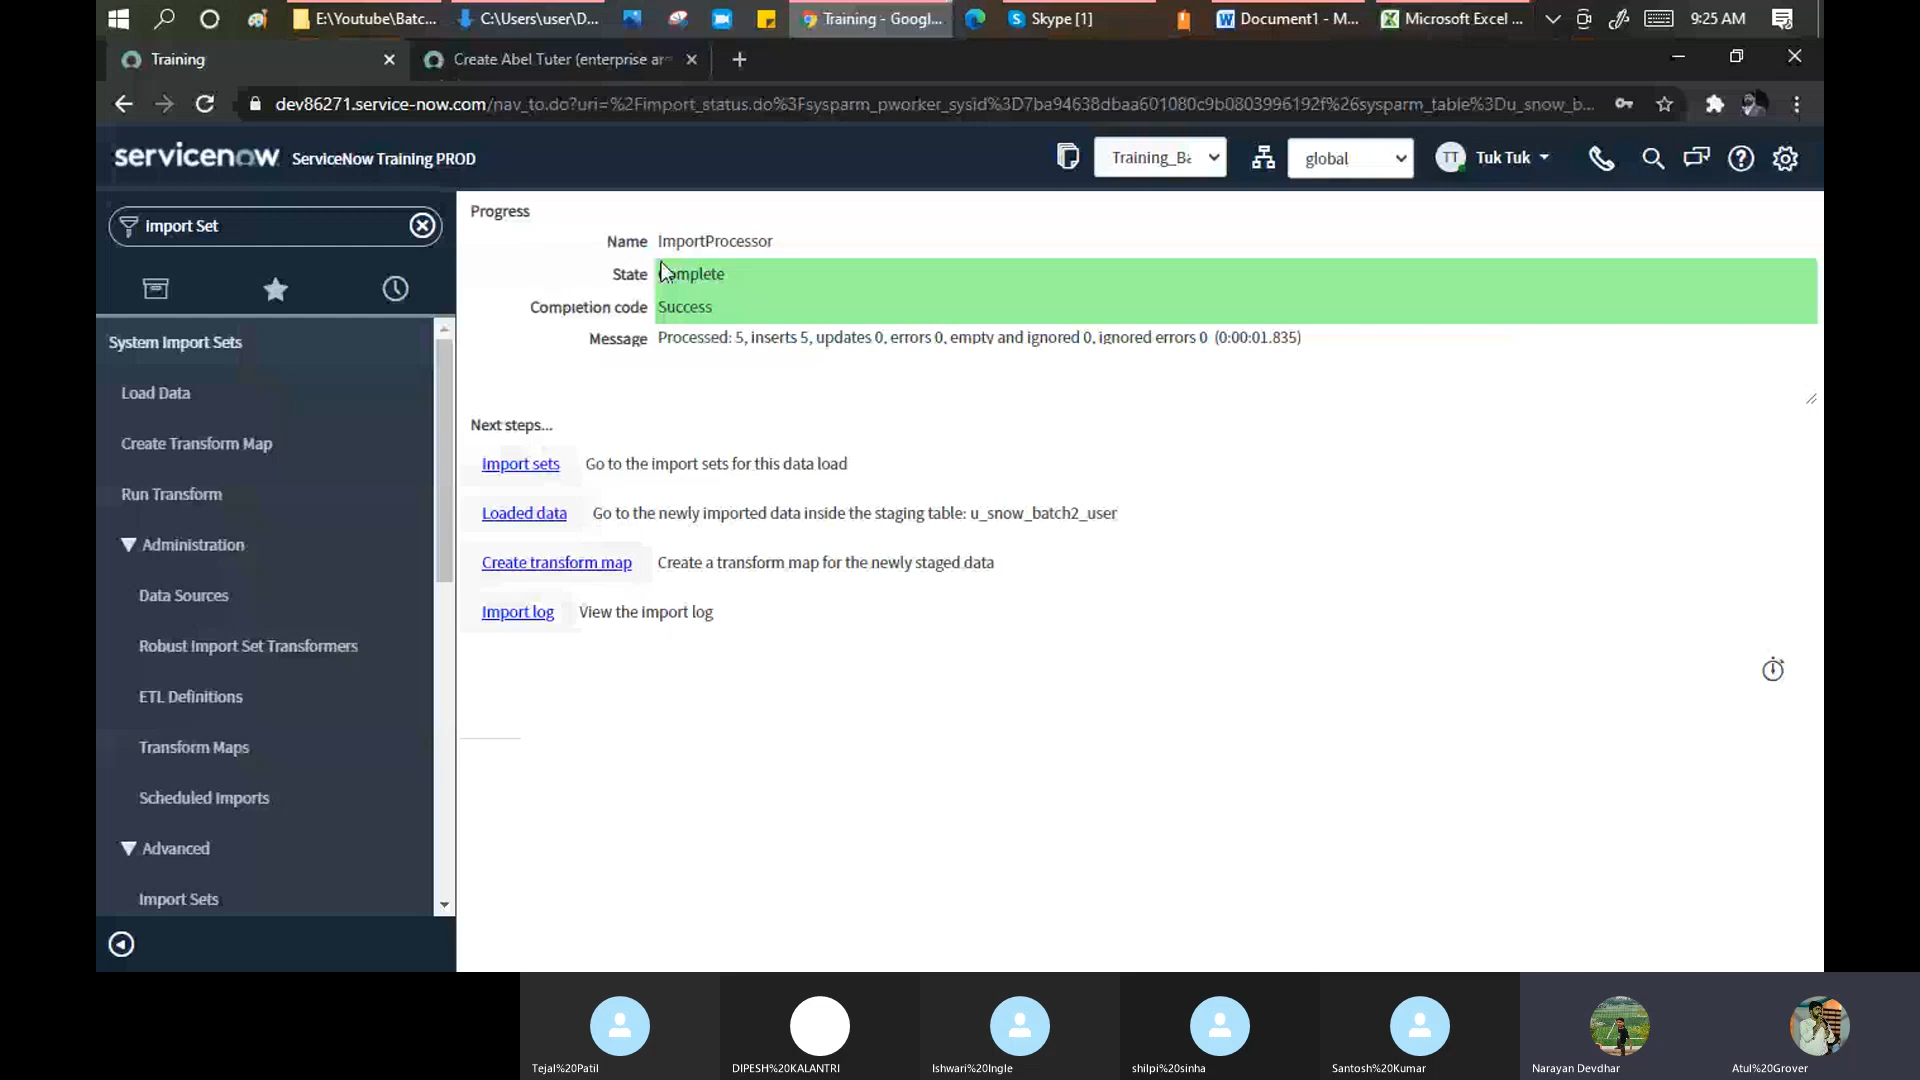 E:\Youtube\Batc...
C:\Users\user\D...
Training - Googl...
Skype [1]
Document1 - M...
Microsoft Excel ...
9:25 AM
Training
Create Abel Tuter (enterprise ar
dev86271.service-now.com/nav_to.do?uri=%2Fimport_status.do%3Fsysparm_pworker_sysid%3D7ba94638dbaa601080c9b0803996192f%26sysparm_table%3Du_snow_b...
servicenow ServiceNow Training PROD
Training_Ba
global
TT Tuk Tuk
Import Set
System Import Sets
Load Data
Create Transform Map
Run Transform
Administration
Data Sources
Robust Import Set Transformers
ETL Definitions
Transform Maps
Scheduled Imports
Advanced
Import Sets
Progress
Name ImportProcessor
State Complete
Completion code Success
Message Processed: 5, inserts 5, updates 0, errors 0, empty and ignored 0, ignored errors 0 (0:00:01.835)
Next steps...
Import sets Go to the import sets for this data load
Loaded data Go to the newly imported data inside the staging table: u_snow_batch2_user
Create transform map Create a transform map for the newly staged data
Import log View the import log
Tejal%20Patil
DIPESH%20KALANTRI
Ishwari%20Ingle
shilpi%20sinha
Santosh%20Kumar
Narayan Devdhar
Atul%20Grover